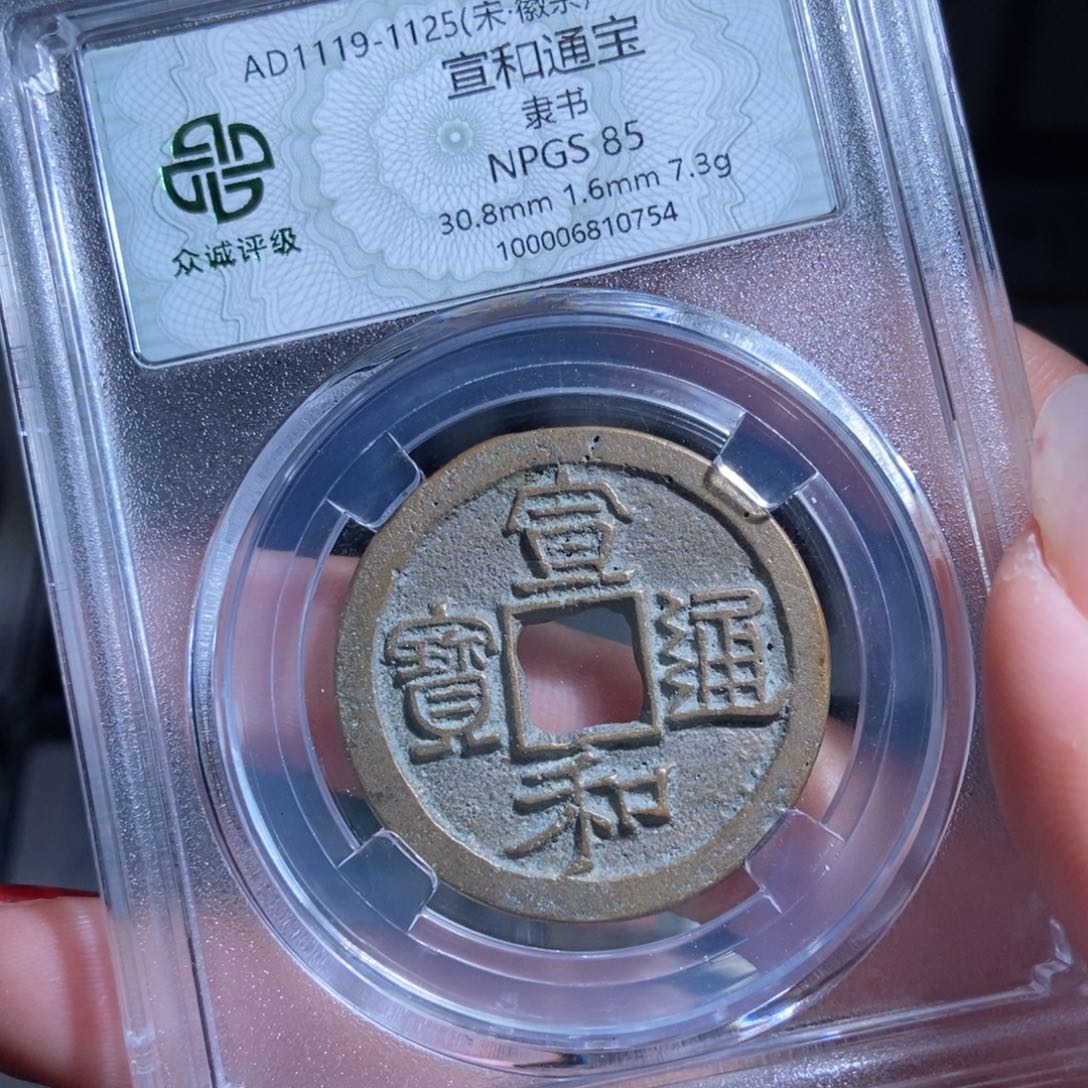 AD1119-1125(宋·徽宗)
宣和通宝
隶书
NPGS 85
30.8mm 1.6mm 7.3g
100006810754
众诚评级
宣
寶 通
和